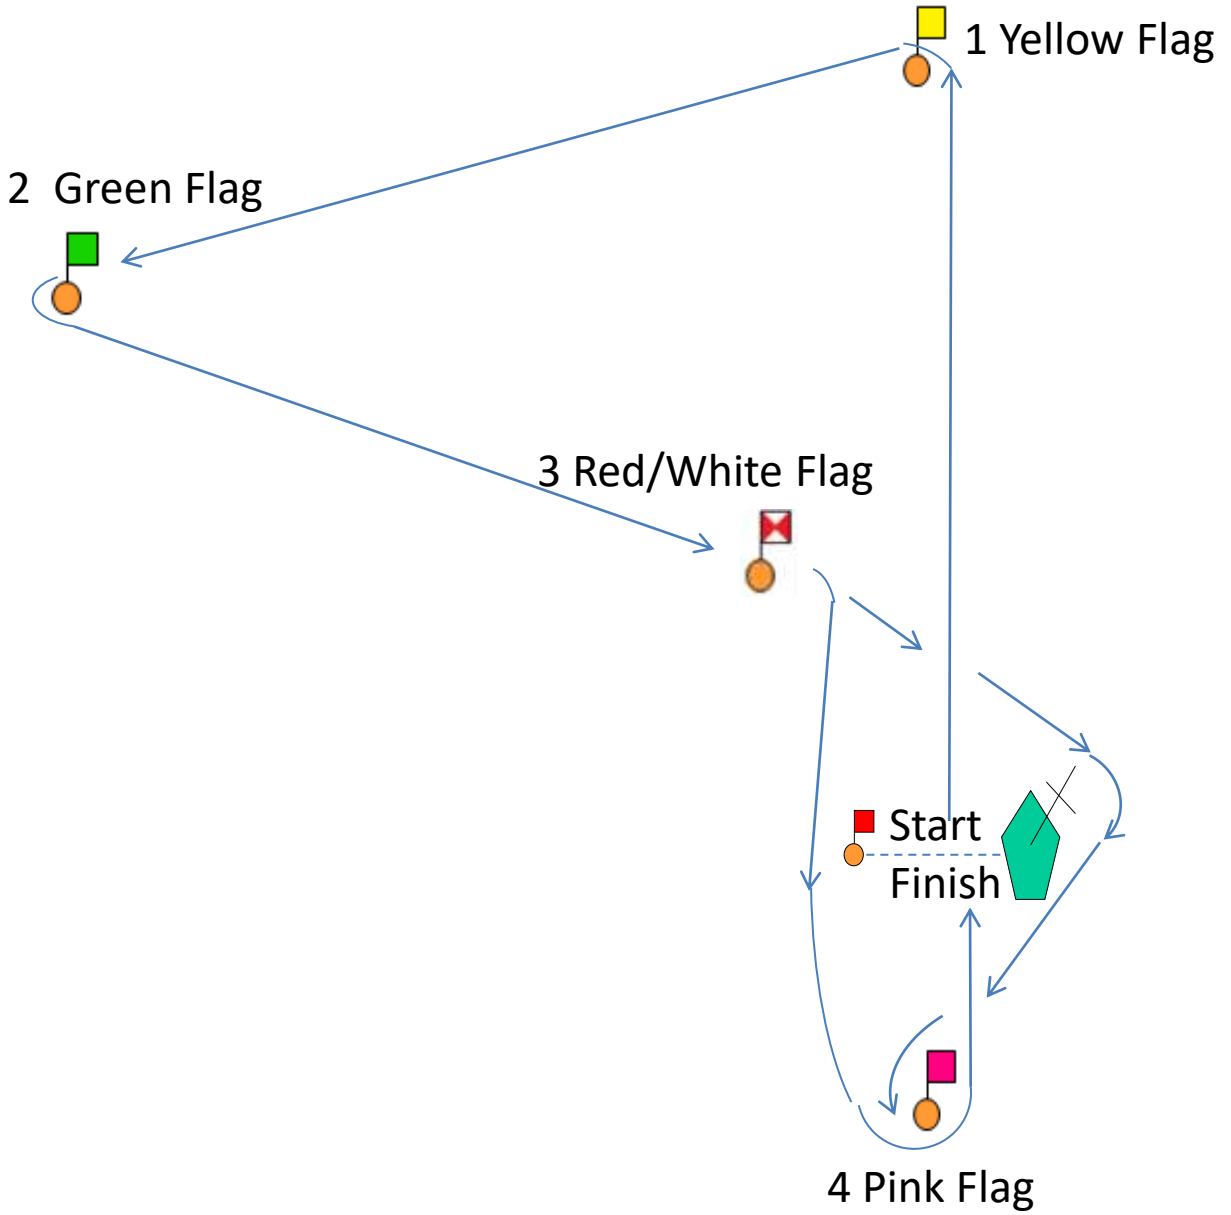 1 Yellow Flag
2  Green Flag
3 Red/White Flag
Start
Finish
4 Pink Flag